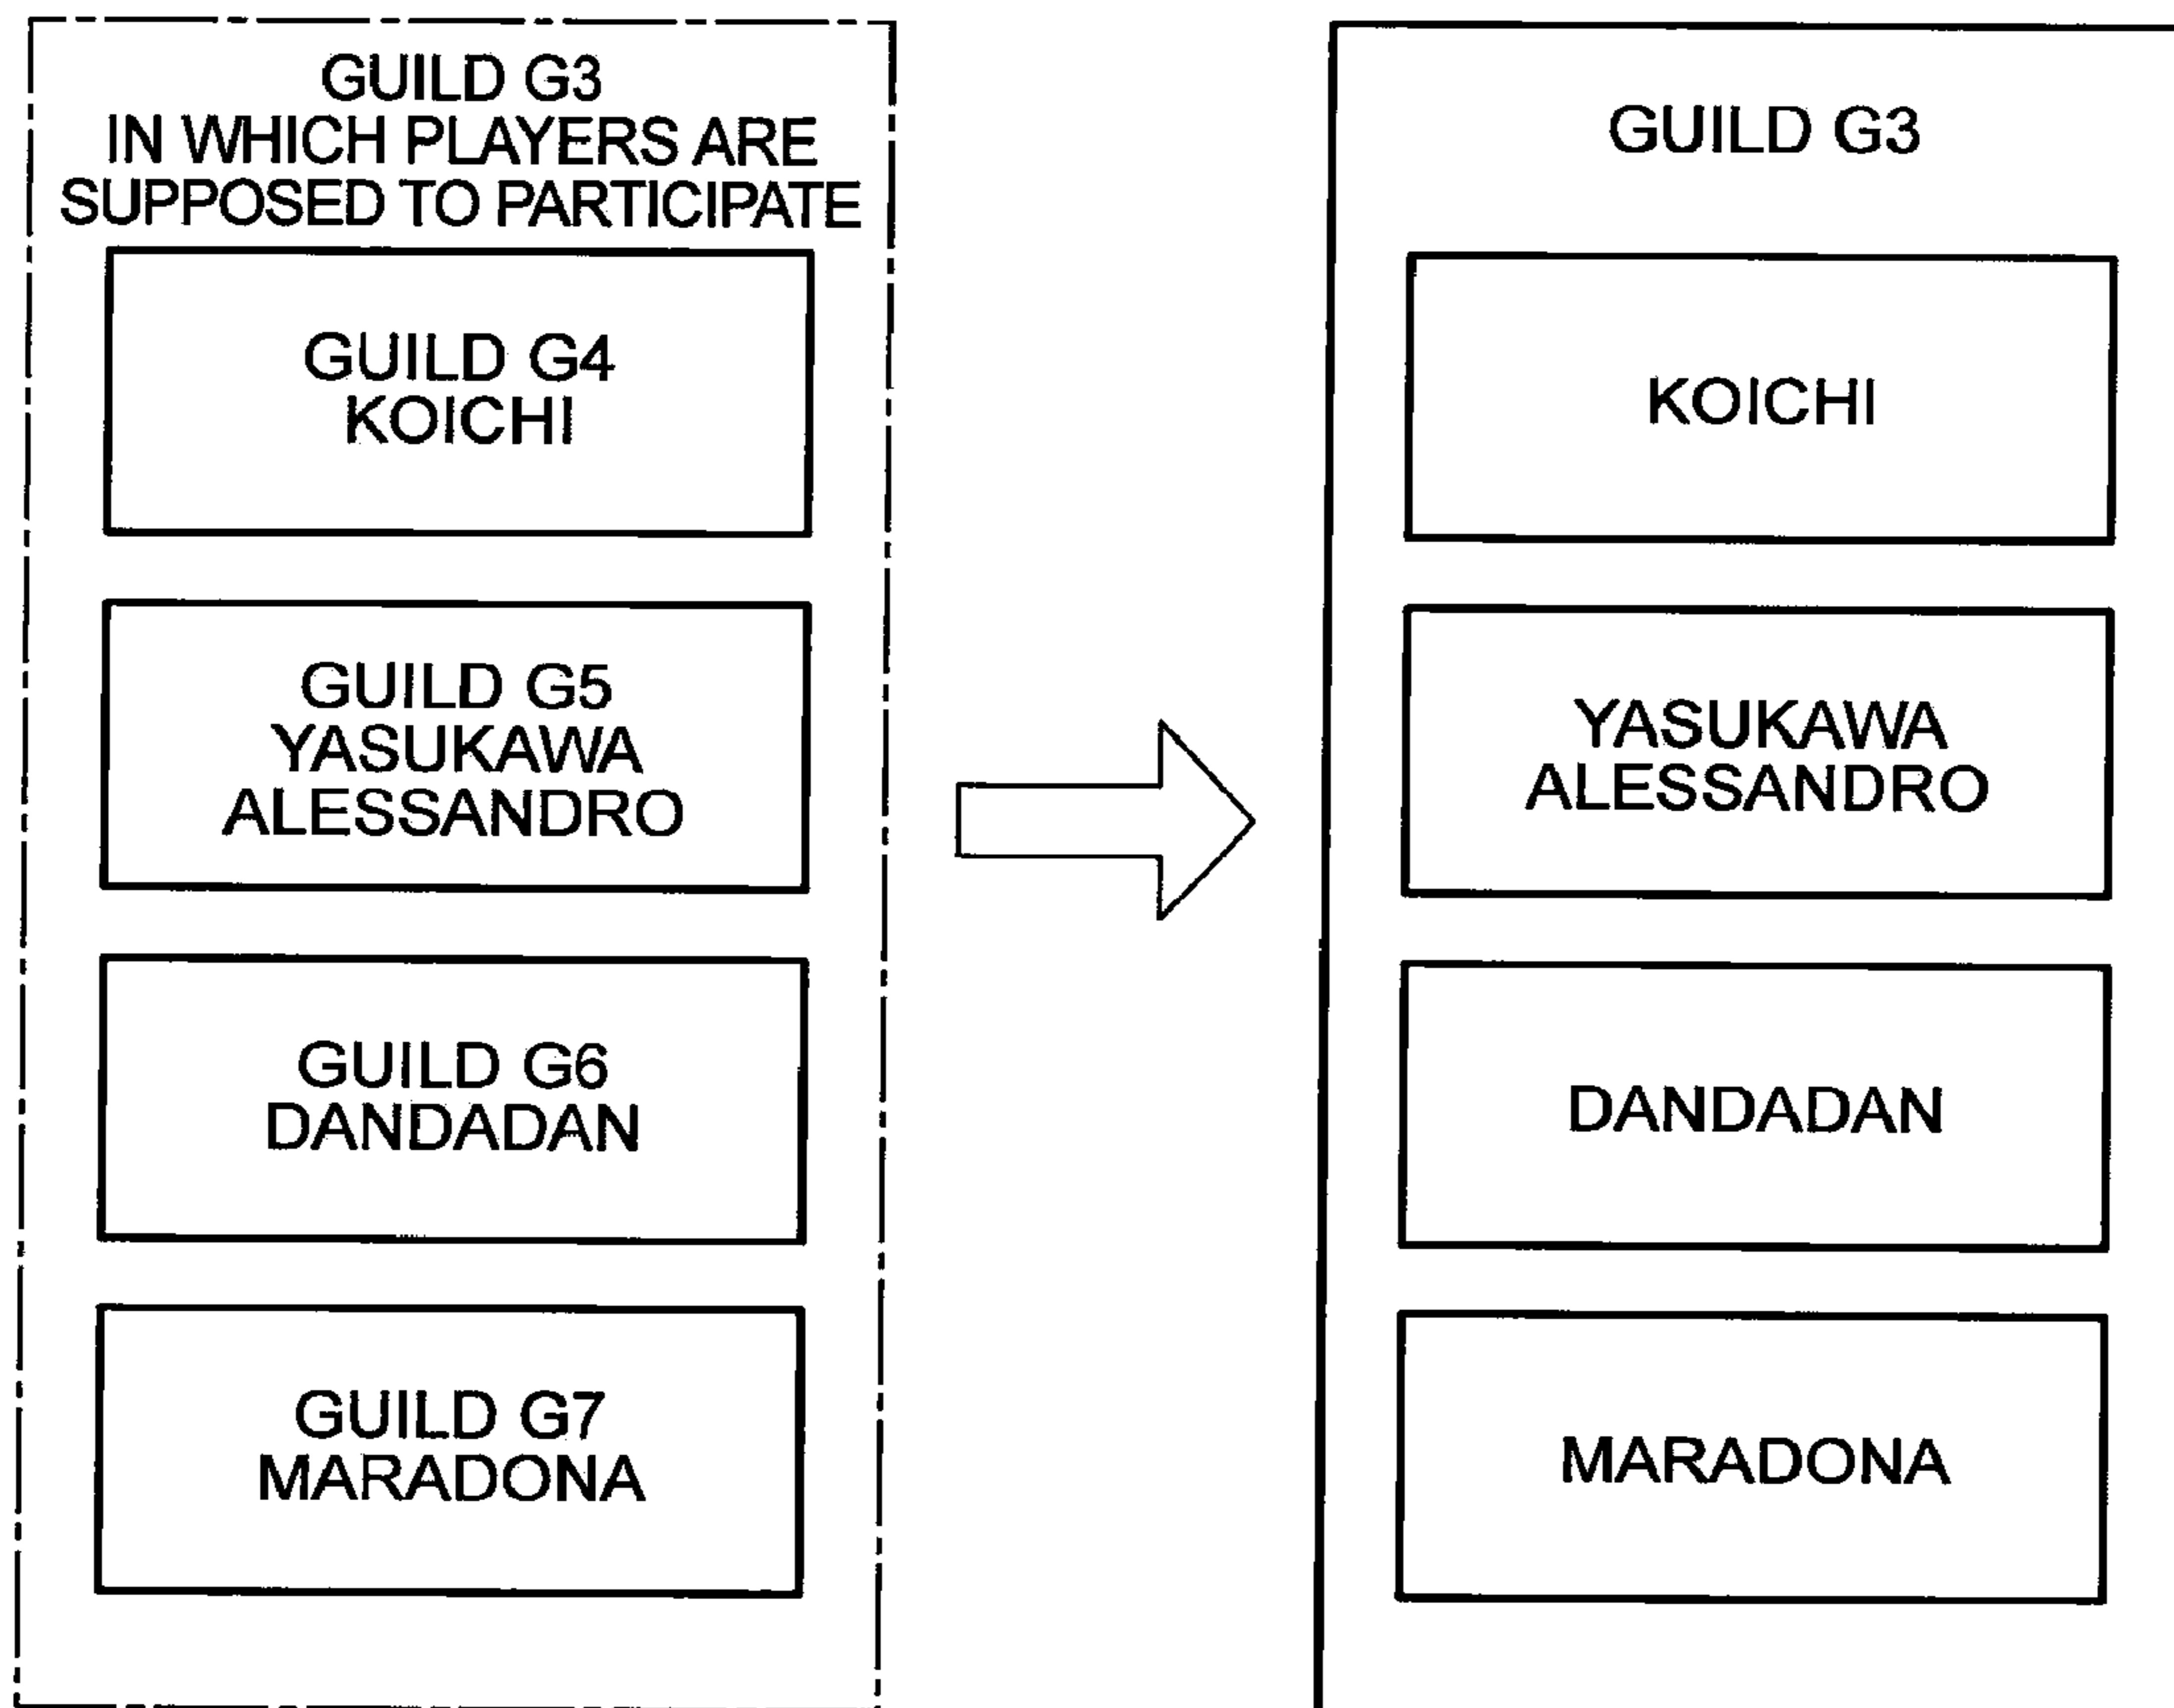 GUILD G3
IN WHICH PLAYERS ARE
SUPPOSED TO PARTICIPATE
GUILD G4
KOICHI
GUILD G5
YASUKAWA
ALESSANDRO
GUILD G6
DANDADAN
GUILD G7
MARADONA
GUILD G3
KOICHI
YASUKAWA
ALESSANDRO
DANDADAN
MARADONA